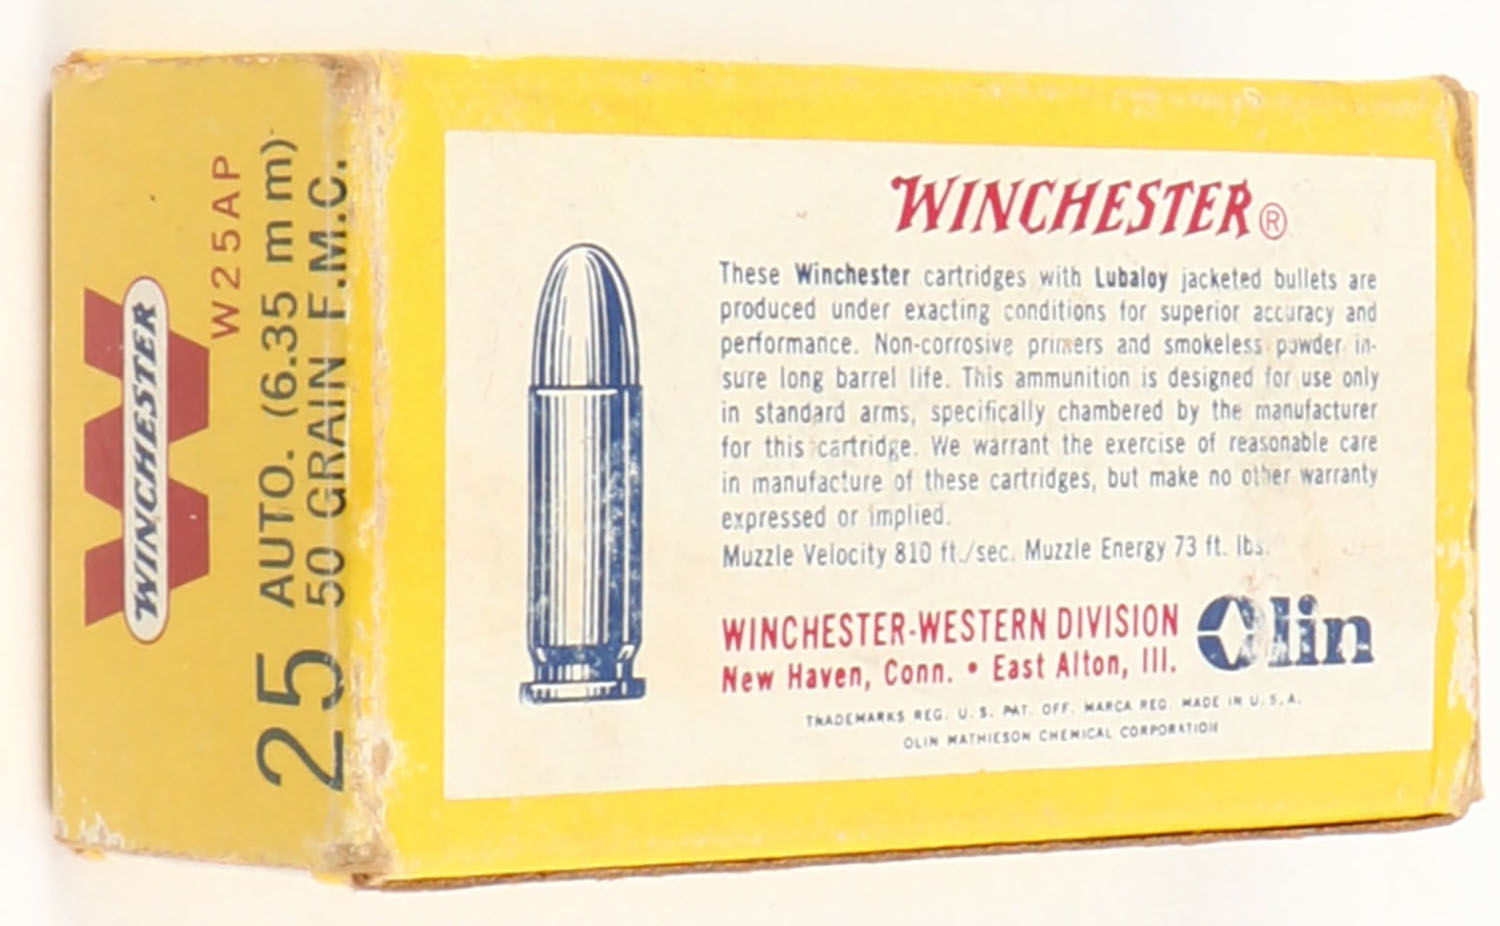 WINCHESTER
W25AP
25 AUTO. (6.35 mm)
50 GRAIN F.M.C.
WINCHESTER®
These Winchester cartridges with Lubaloy jacketed bullets are
produced under exacting conditions for superior accuracy and
performance. Non-corrosive primers and smokeless powder in-
sure long barrel life. This ammunition is designed for use only
in standard arms, specifically chambered by the manufacturer
for this cartridge. We warrant the exercise of reasonable care
in manufacture of these cartridges, but make no other warranty
expressed or implied.
Muzzle Velocity 810 ft./sec. Muzzle Energy 73 ft. lbs.
WINCHESTER-WESTERN DIVISION
New Haven, Conn. • East Alton, Ill.
Olin
TRADEMARKS REG. U. S. PAT. OFF. MARCA REG. MADE IN U. S. A.
OLIN MATHIESON CHEMICAL CORPORATION